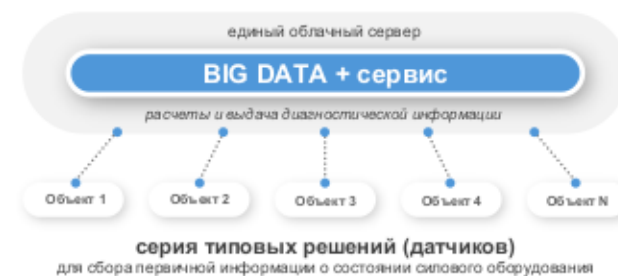 единый облачный сервер
BIG DATA + сервис
расчеты и выдача диагностической информации
Объект 1 Объект 2 Объект 3 Объект 4 Объект N
серия типовых решений (датчиков)
для сбора первичной информации о состоянии силового оборудования